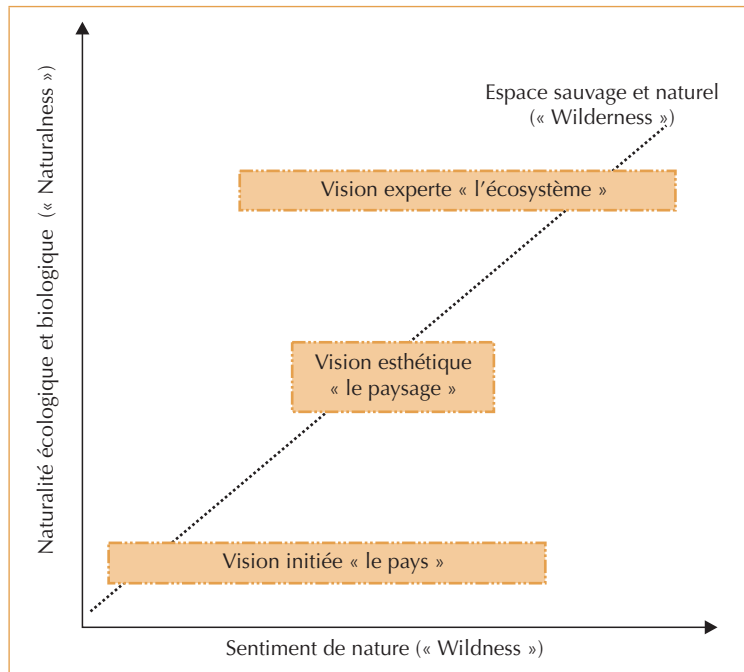 Naturalité écologique et biologique (« Naturalness »)
Espace sauvage et naturel
(« Wilderness »)
Vision experte « l’écosystème »
Vision esthétique
« le paysage »
Vision initiée « le pays »
Sentiment de nature (« Wildness »)